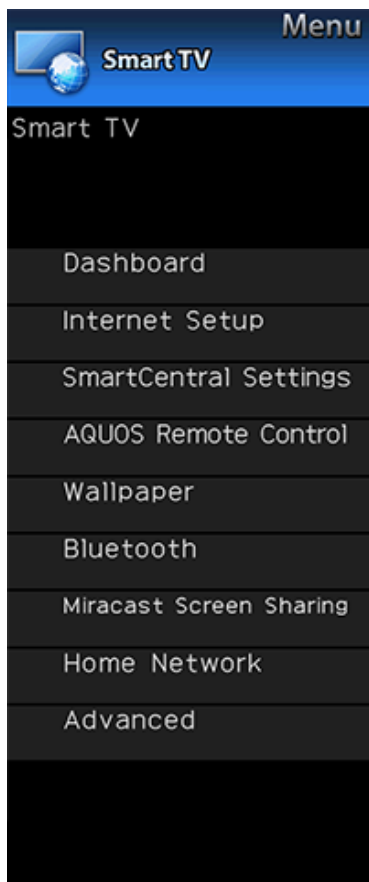 Menu
Smart TV
Smart TV
Dashboard
Internet Setup
SmartCentral Settings
AQUOS Remote Control
Wallpaper
Bluetooth
Miracast Screen Sharing
Home Network
Advanced